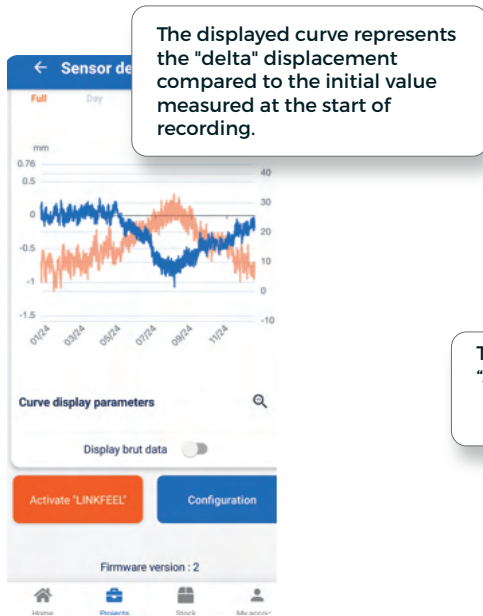 The displayed curve represents
the "delta" displacement
compared to the initial value
measured at the start of
recording.
← Sensor de
Full Day
mm
0.76
0.5
0
-0.5
-1
-1.5
40
30
20
10
0
-10
01/24 03/24 05/24 07/24 09/24 11/24
Curve display parameters
Display brut data
Activate "LINKFEEL" Configuration
Firmware version : 2
Home Projects Stock My accou